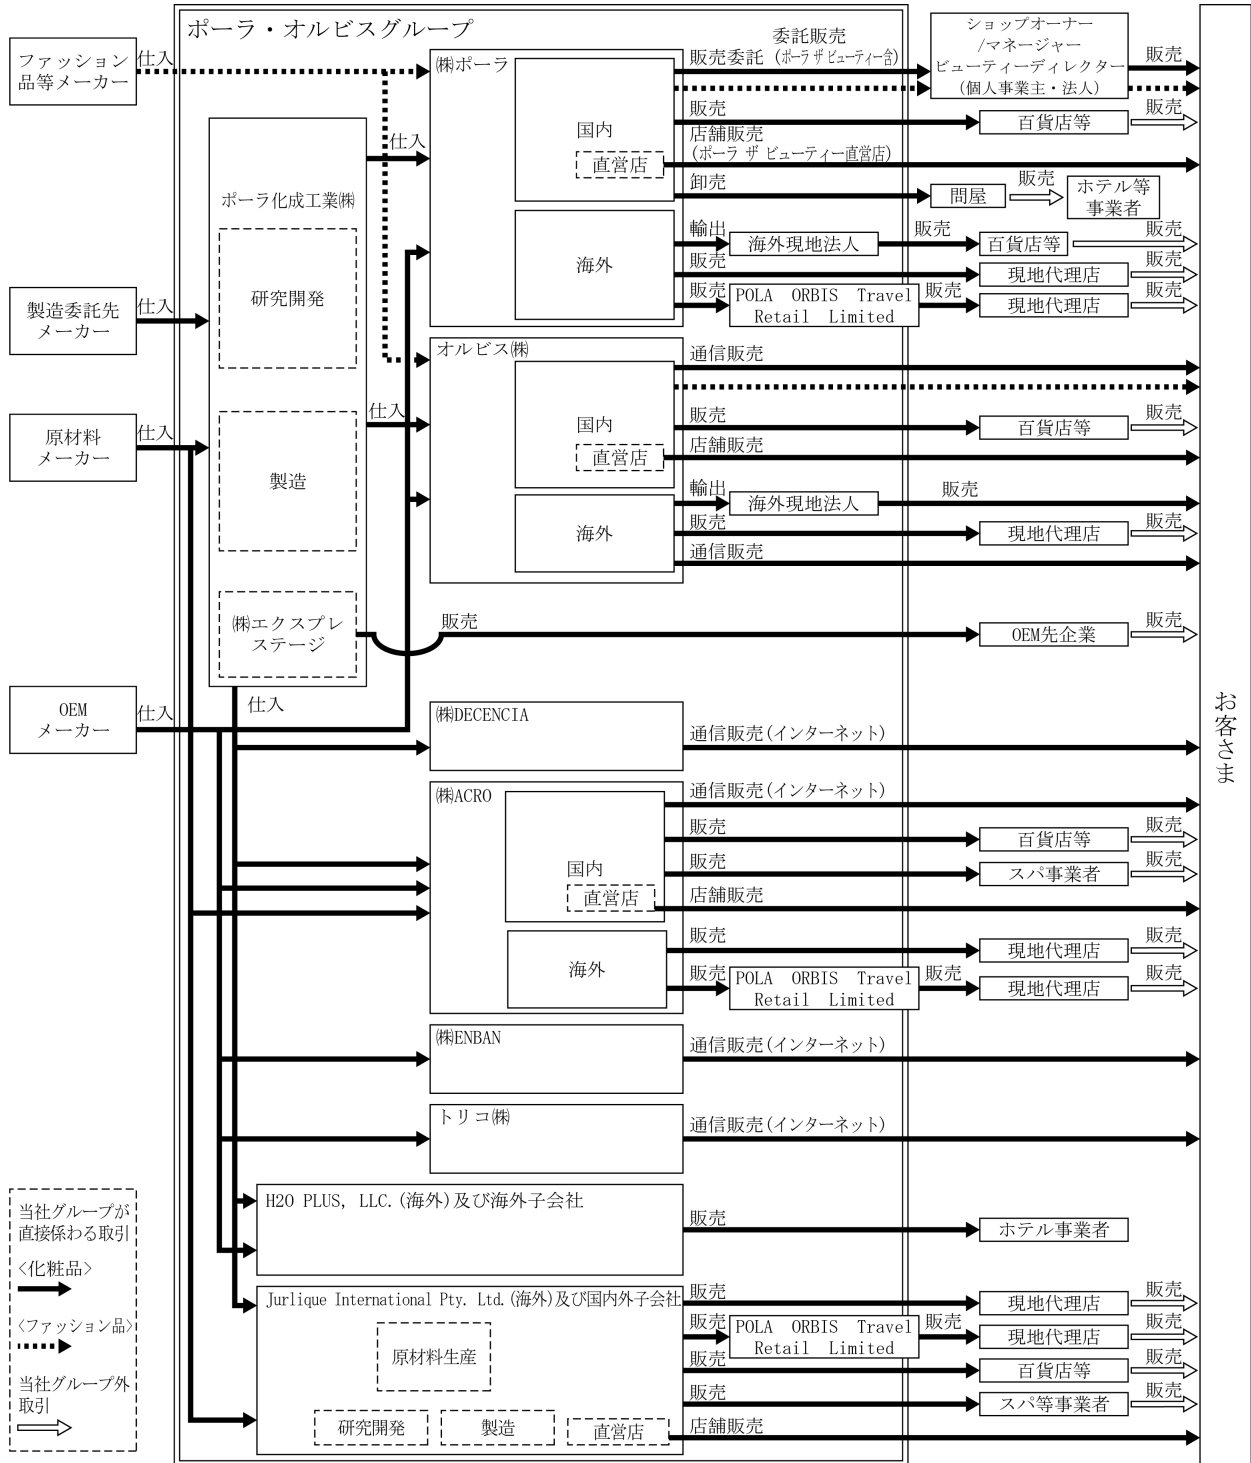 ポーラ・オルビスグループ
ファッション
品等メーカー
仕入
製造委託先
メーカー
仕入
原材料
メーカー
仕入
OEM
メーカー
仕入
ポーラ化成工業㈱
研究開発
製造
㈱エクスプレ
ステージ
仕入
仕入
仕入
販売
OEM先企業
販売
㈱ポーラ
国内
直営店
海外
販売委託
委託販売
(ポーラ ザ ビューティー含)
ショップオーナー
/マネージャー
ビューティーディレクター
(個人事業主・法人)
販売
販売
百貨店等
販売
店舗販売
(ポーラ ザ ビューティー直営店)
卸売
問屋
販売
ホテル等
事業者
輸出
海外現地法人
販売
百貨店等
販売
販売
現地代理店
販売
販売
POLA ORBIS Travel
Retail Limited
販売
現地代理店
販売
オルビス㈱
国内
直営店
海外
通信販売
販売
百貨店等
販売
店舗販売
輸出
海外現地法人
販売
販売
現地代理店
販売
通信販売
㈱DECENCIA
通信販売(インターネット)
㈱ACRO
国内
直営店
海外
通信販売(インターネット)
販売
百貨店等
販売
販売
スパ事業者
販売
店舗販売
販売
現地代理店
販売
販売
POLA ORBIS Travel
Retail Limited
販売
現地代理店
販売
㈱ENBAN
通信販売(インターネット)
トリコ㈱
通信販売(インターネット)
H2O PLUS, LLC.(海外)及び海外子会社
販売
ホテル事業者
Jurlique International Pty. Ltd.(海外)及び国内外子会社
原材料生産
研究開発
製造
直営店
販売
現地代理店
販売
販売
POLA ORBIS Travel
Retail Limited
販売
現地代理店
販売
販売
百貨店等
販売
販売
スパ等事業者
販売
店舗販売
お客さま
当社グループが
直接係わる取引
<化粧品>
<ファッション品>
当社グループ外
取引